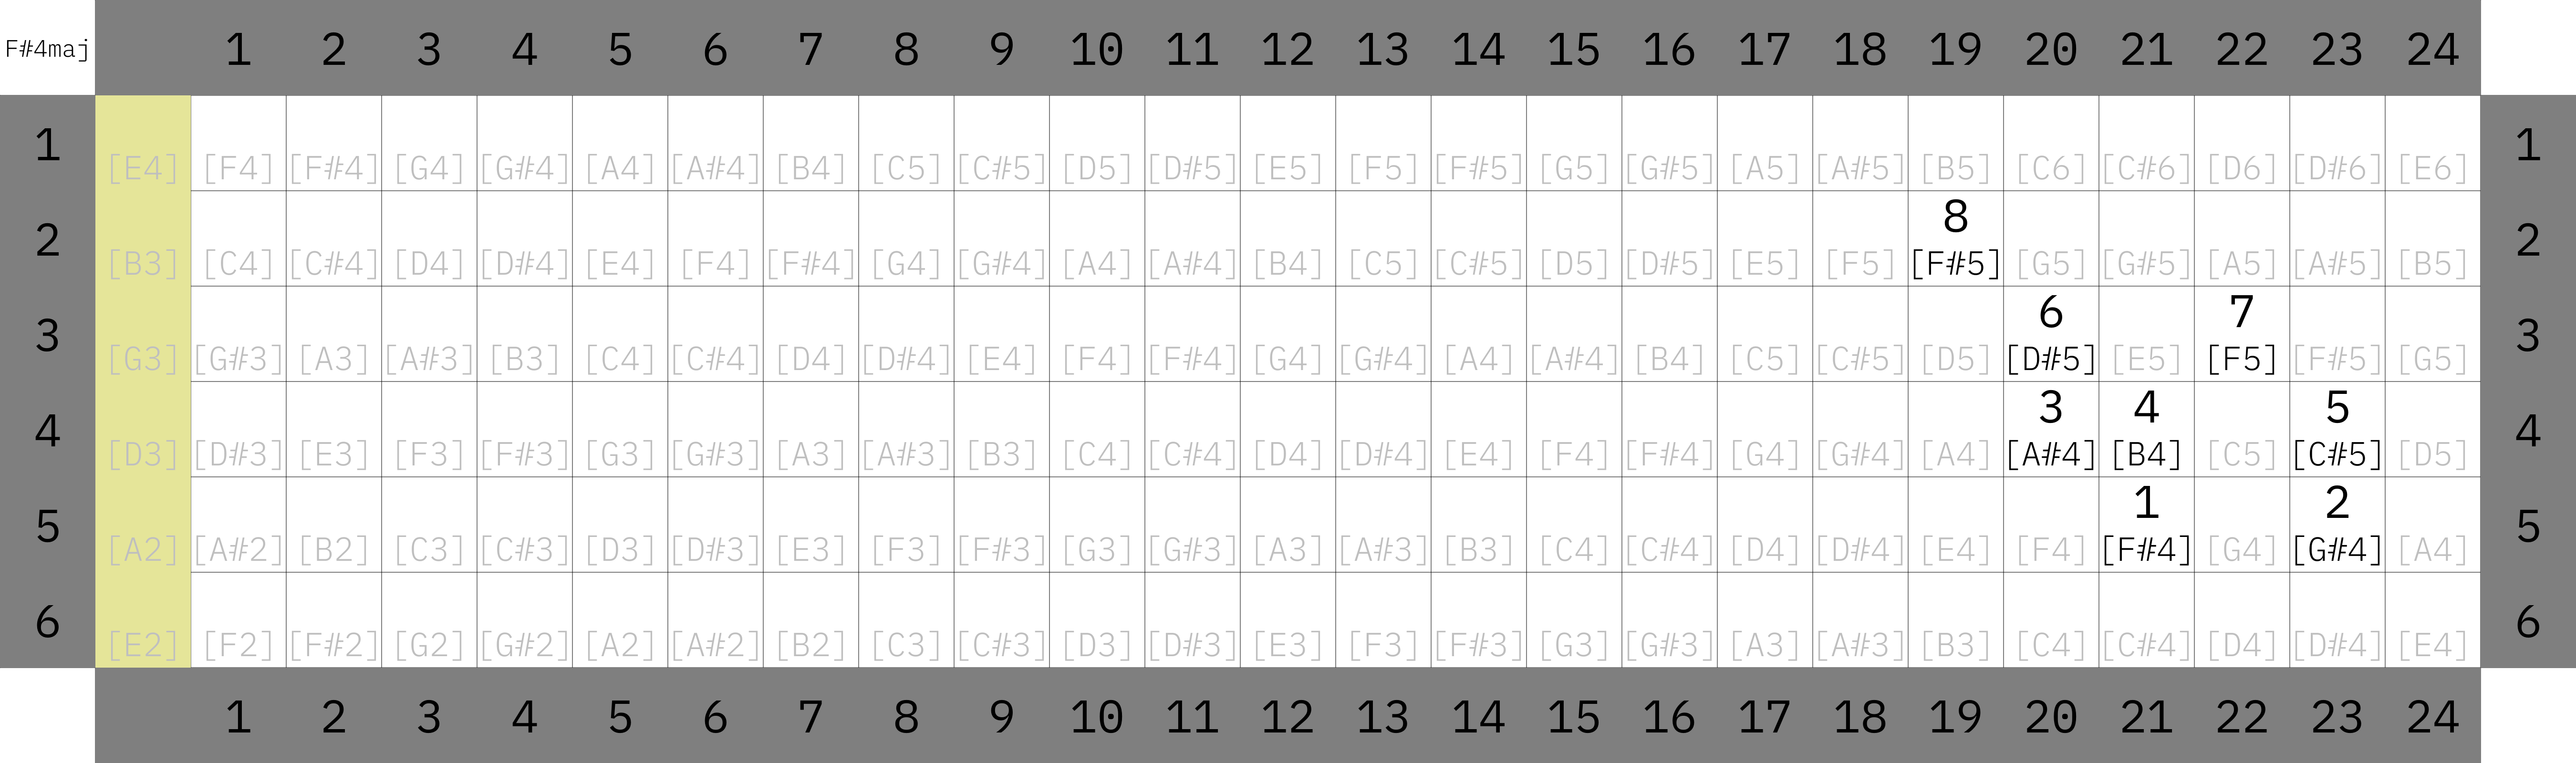 F#4maj 1 2 3 4 5 6 7 8 9 10 11 12 13 14 15 16 17 18 19 20 21 22 23 24
1 [E4] [F4] [F#4] [G4] [G#4] [A4] [A#4] [B4] [C5] [C#5] [D5] [D#5] [E5] [F5] [F#5] [G5] [G#5] [A5] [A#5] [B5] [C6] [C#6] [D6] [D#6] [E6] 1
8
2 [B3] [C4] [C#4] [D4] [D#4] [E4] [F4] [F#4] [G4] [G#4] [A4] [A#4] [B4] [C5] [C#5] [D5] [D#5] [E5] [F5] [F#5] [G5] [G#5] [A5] [A#5] [B5] 2
6 7
3 [G3] [G#3] [A3] [A#3] [B3] [C4] [C#4] [D4] [D#4] [E4] [F4] [F#4] [G4] [G#4] [A4] [A#4] [B4] [C5] [C#5] [D5] [D#5] [E5] [F5] [F#5] [G5] 3
3 4 5
4 [D3] [D#3] [E3] [F3] [F#3] [G3] [G#3] [A3] [A#3] [B3] [C4] [C#4] [D4] [D#4] [E4] [F4] [F#4] [G4] [G#4] [A4] [A#4] [B4] [C5] [C#5] [D5] 4
1 2
5 [A2] [A#2] [B2] [C3] [C#3] [D3] [D#3] [E3] [F3] [F#3] [G3] [G#3] [A3] [A#3] [B3] [C4] [C#4] [D4] [D#4] [E4] [F4] [F#4] [G4] [G#4] [A4] 5
6 [E2] [F2] [F#2] [G2] [G#2] [A2] [A#2] [B2] [C3] [C#3] [D3] [D#3] [E3] [F3] [F#3] [G3] [G#3] [A3] [A#3] [B3] [C4] [C#4] [D4] [D#4] [E4] 6
1 2 3 4 5 6 7 8 9 10 11 12 13 14 15 16 17 18 19 20 21 22 23 24